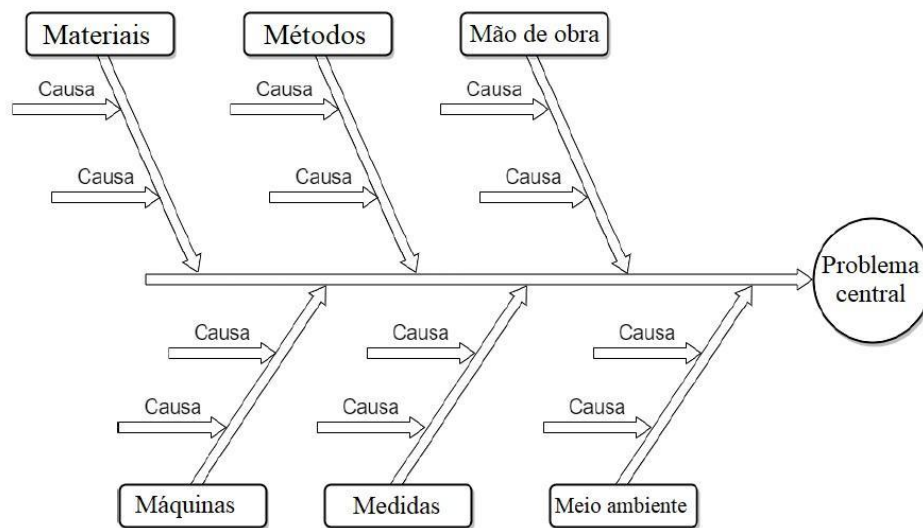 Materiais
Métodos
Mão de obra
Causa
Causa
Causa
Causa
Causa
Causa
Problema
central
Causa
Causa
Causa
Causa
Causa
Causa
Máquinas
Medidas
Meio ambiente